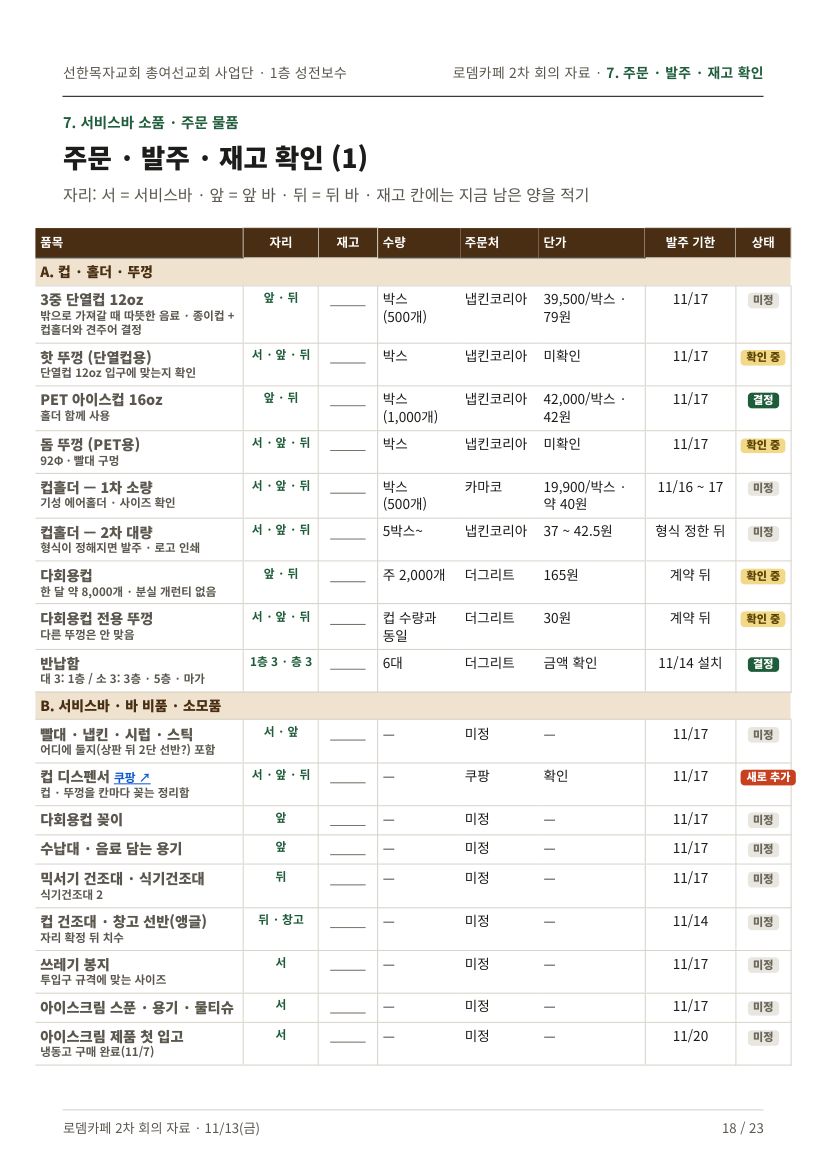 선한목자교회 총여선교회 사업단 · 1층 성전보수
로뎀카페 2차 회의 자료 · 7. 주문 · 발주 · 재고 확인
7. 서비스바 소품 · 주문 물품
주문 · 발주 · 재고 확인 (1)
자리: 서 = 서비스바 · 앞 = 앞 바 · 뒤 = 뒤 바 · 재고 칸에는 지금 남은 양을 적기
품목 자리 재고 수량 주문처 단가 발주 기한 상태
A. 컵 · 홀더 · 뚜껑
3중 단열컵 12oz 앞 · 뒤 _____ 박스 냅킨코리아 39,500/박스 · 11/17 미정
밖으로 가져갈 때 따뜻한 음료 · 종이컵 + (500개) 79원
컵홀더와 견주어 결정
핫 뚜껑 (단열컵용) 서 · 앞 · 뒤 _____ 박스 냅킨코리아 미확인 11/17 확인 중
단열컵 12oz 입구에 맞는지 확인
PET 아이스컵 16oz 앞 · 뒤 _____ 박스 냅킨코리아 42,000/박스 · 11/17 결정
홀더 함께 사용 (1,000개) 42원
돔 뚜껑 (PET용) 서 · 앞 · 뒤 _____ 박스 냅킨코리아 미확인 11/17 확인 중
92Φ · 빨대 구멍
컵홀더 — 1차 소량 서 · 앞 · 뒤 _____ 박스 카마코 19,900/박스 · 11/16 ~ 17 미정
기성 에어홀더 · 사이즈 확인 (500개) 약 40원
컵홀더 — 2차 대량 서 · 앞 · 뒤 _____ 5박스~ 냅킨코리아 37 ~ 42.5원 형식 정한 뒤 미정
형식이 정해지면 발주 · 로고 인쇄
다회용컵 앞 · 뒤 _____ 주 2,000개 더그리트 165원 계약 뒤 확인 중
한 달 약 8,000개 · 분실 개런티 없음
다회용컵 전용 뚜껑 서 · 앞 · 뒤 _____ 컵 수량과 더그리트 30원 계약 뒤 확인 중
다른 뚜껑은 안 맞음 동일
반납함 1층 3 · 층 3 _____ 6대 더그리트 금액 확인 11/14 설치 결정
대 3: 1층 / 소 3: 3층 · 5층 · 마가
B. 서비스바 · 바 비품 · 소모품
빨대 · 냅킨 · 시럽 · 스틱 서 · 앞 _____ — 미정 — 11/17 미정
어디에 둘지(상판 뒤 2단 선반?) 포함
컵 디스펜서 쿠팡 ↗ 서 · 앞 · 뒤 _____ — 쿠팡 확인 11/17 새로 추가
컵 · 뚜껑을 칸마다 꽂는 정리함
다회용컵 꽂이 앞 _____ — 미정 — 11/17 미정
수납대 · 음료 담는 용기 앞 _____ — 미정 — 11/17 미정
믹서기 건조대 · 식기건조대 뒤 _____ — 미정 — 11/17 미정
식기건조대 2
컵 건조대 · 창고 선반(앵글) 뒤 · 창고 _____ — 미정 — 11/14 미정
자리 확정 뒤 치수
쓰레기 봉지 서 _____ — 미정 — 11/17 미정
투입구 규격에 맞는 사이즈
아이스크림 스푼 · 용기 · 물티슈 서 _____ — 미정 — 11/17 미정
아이스크림 제품 첫 입고 서 _____ — 미정 — 11/20 미정
냉동고 구매 완료(11/7)
로뎀카페 2차 회의 자료 · 11/13(금)
18 / 23